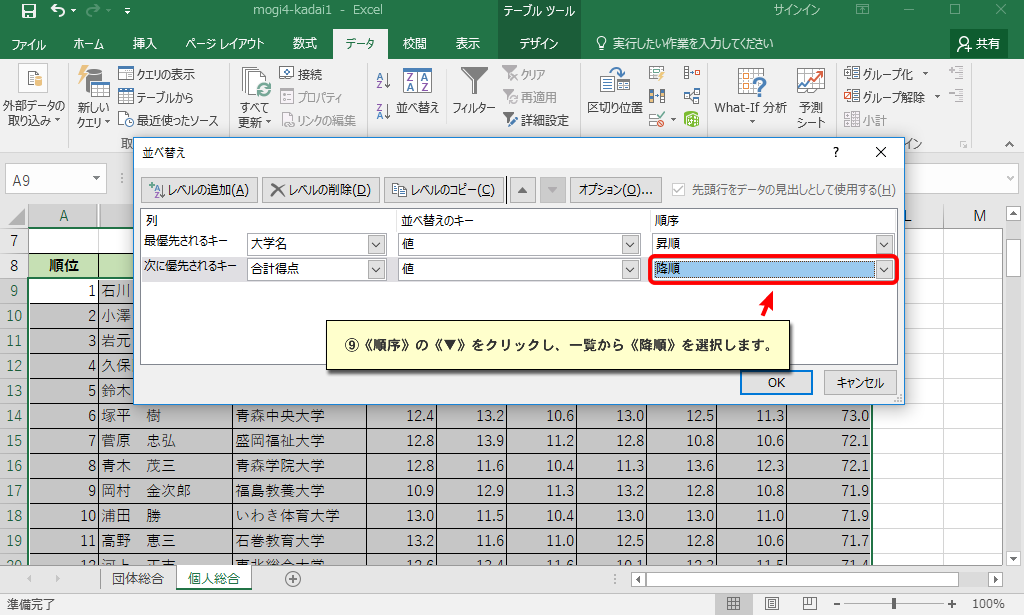 mogi4-kadai1 - Excel
テーブル ツール
サインイン
ファイル
ホーム
挿入
ページ レイアウト
数式
データ
校閲
表示
デザイン
実行したい作業を入力してください
共有
外部データの
取り込み
新しい
クエリ
クエリの表示
テーブルから
最近使ったソース
すべて
更新
接続
プロパティ
リンクの編集
並べ替え
フィルター
クリア
再適用
詳細設定
区切り位置
What-If 分析
予測
シート
グループ化
グループ解除
小計
A9
並べ替え
?
レベルの追加(A)
レベルの削除(D)
レベルのコピー(C)
オプション(O)...
先頭行をデータの見出しとして使用する(H)
列
並べ替えのキー
順序
最優先されるキー
大学名
値
昇順
次に優先されるキー
合計得点
値
降順
⑨《順序》の《▼》をクリックし、一覧から《降順》を選択します。
OK
キャンセル
A
L
M
7
8 順位
9 1 石川
10 2 小澤
11 3 岩元
12 4 久保
13 5 鈴木
14 6 塚平 樹 青森中央大学 12.4 13.2 10.6 13.0 12.5 11.3 73.0
15 7 菅原 忠弘 盛岡福祉大学 12.8 13.9 11.2 12.8 10.8 10.6 72.1
16 8 青木 茂三 青森学院大学 12.8 11.6 10.4 11.3 13.6 12.3 72.1
17 9 岡村 金次郎 福島教養大学 10.9 12.9 11.3 13.2 12.8 10.8 71.9
18 10 浦田 勝 いわき体育大学 13.0 11.5 10.4 13.0 13.0 11.0 71.9
19 11 高野 恵三 石巻教育大学 13.2 11.6 11.0 12.5 12.8 10.6 71.7
団体総合
個人総合
準備完了
100%